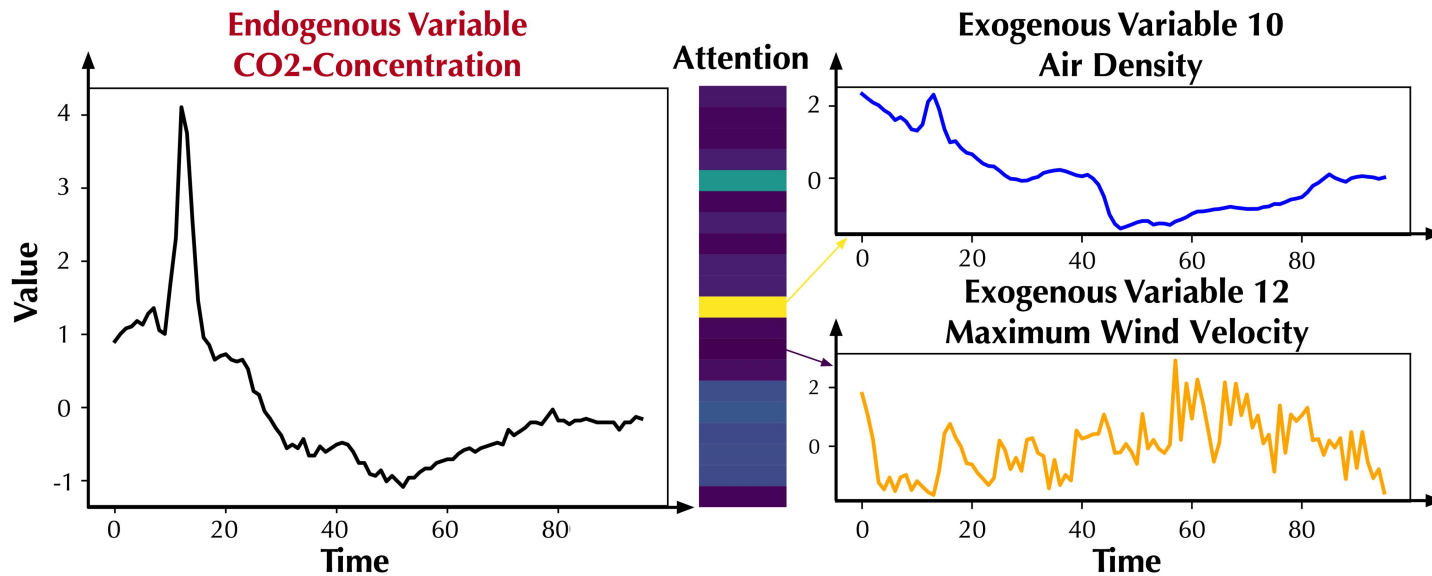 Endogenous Variable
CO2-Concentration
Value
4
3
2
1
0
-1
0 20 40 60 80
Time
Attention
Exogenous Variable 10
Air Density
2
0
0 20 40 60 80
Exogenous Variable 12
Maximum Wind Velocity
2
0
0 20 40 60 80
Time